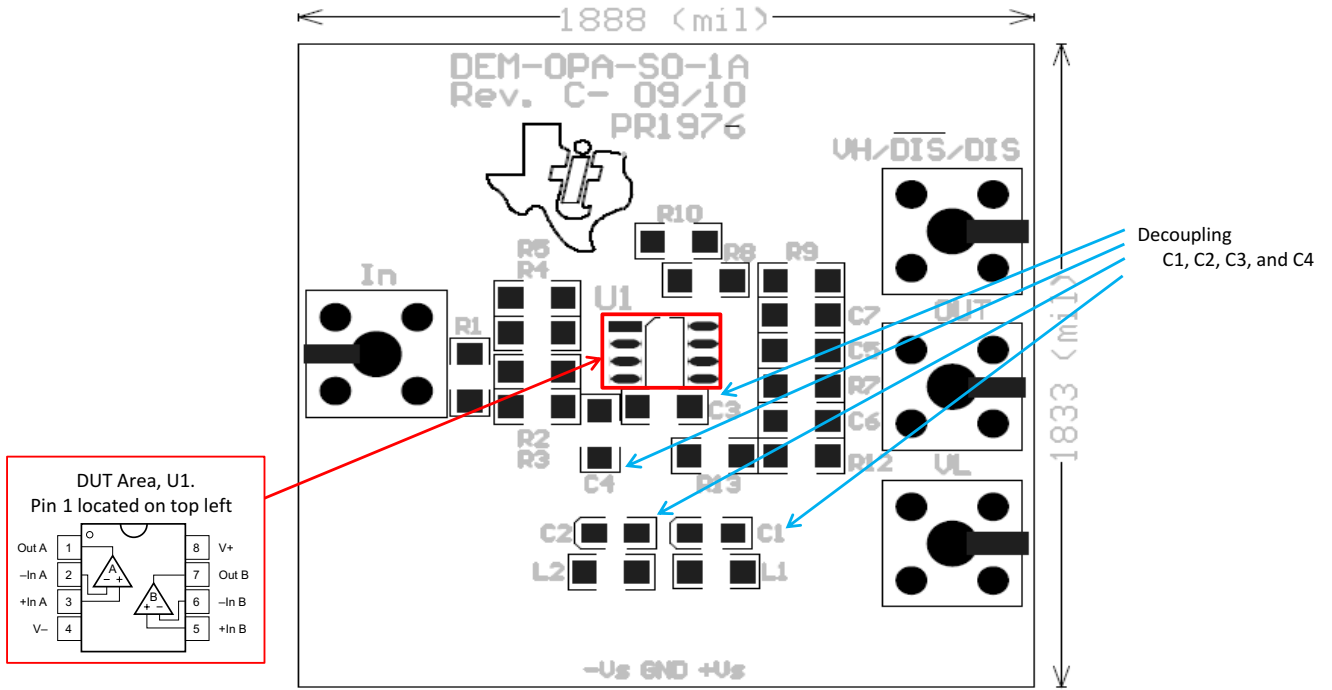 1888 (mil)
DEM-OPA-SO-1A
Rev. C- 09/10
PR1976
VH/DIS/DIS
R10
R8
R9
R5
R4
In
U1
R1
C7
OUT
C5
R7
C3
C6
R2
R3
C4
R13
R12
VL
C2
C1
L2
L1
-Vs GND +Vs
1833 (mil)
Decoupling
C1, C2, C3, and C4
DUT Area, U1.
Pin 1 located on top left
Out A 1
–In A 2
+In A 3
V– 4
8 V+
7 Out B
6 –In B
5 +In B
A
– +
B
+ –